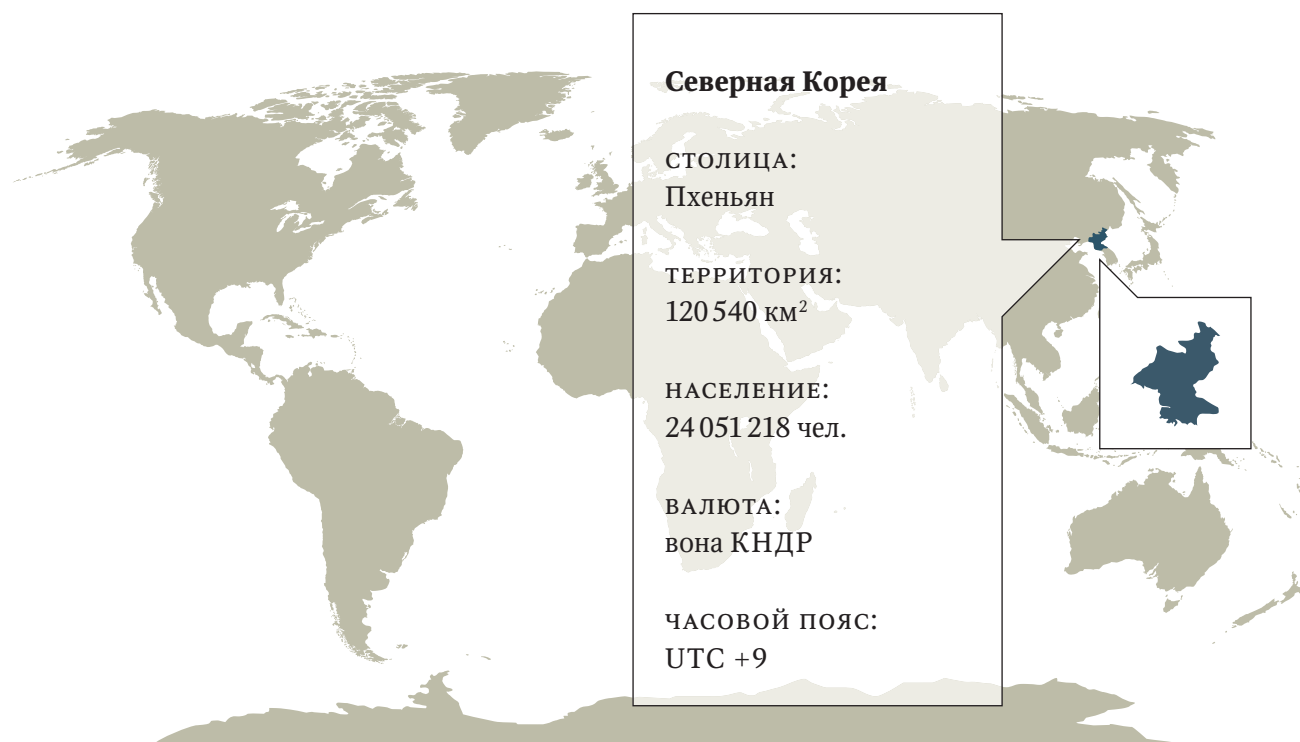 Северная Корея
СТОЛИЦА:
Пхеньян
ТЕРРИТОРИЯ:
120 540 км²
НАСЕЛЕНИЕ:
24 051 218 чел.
ВАЛЮТА:
вона КНДР
ЧАСОВОЙ ПОЯС:
UTC +9